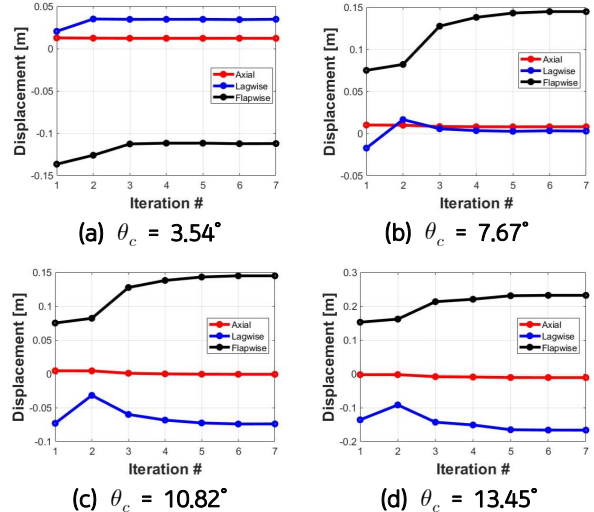 0.05
0
-0.05
-0.1
-0.15
Displacement [m]
Axial
Lagwise
Flapwise
1 2 3 4 5 6 7
Iteration #
(a) θc = 3.54°
0.15
0.1
0.05
0
0.05
Displacement [m]
Axial
Lagwise
Flapwise
1 2 3 4 5 6 7
Iteration #
(b) θc = 7.67°
0.15
0.1
0.05
0
-0.05
-0.1
Displacement [m]
Axial
Lagwise
Flapwise
1 2 3 4 5 6 7
Iteration #
(c) θc = 10.82°
0.3
0.2
0.1
0
-0.1
-0.2
Displacement [m]
Axial
Lagwise
Flapwise
1 2 3 4 5 6 7
Iteration #
(d) θc = 13.45°